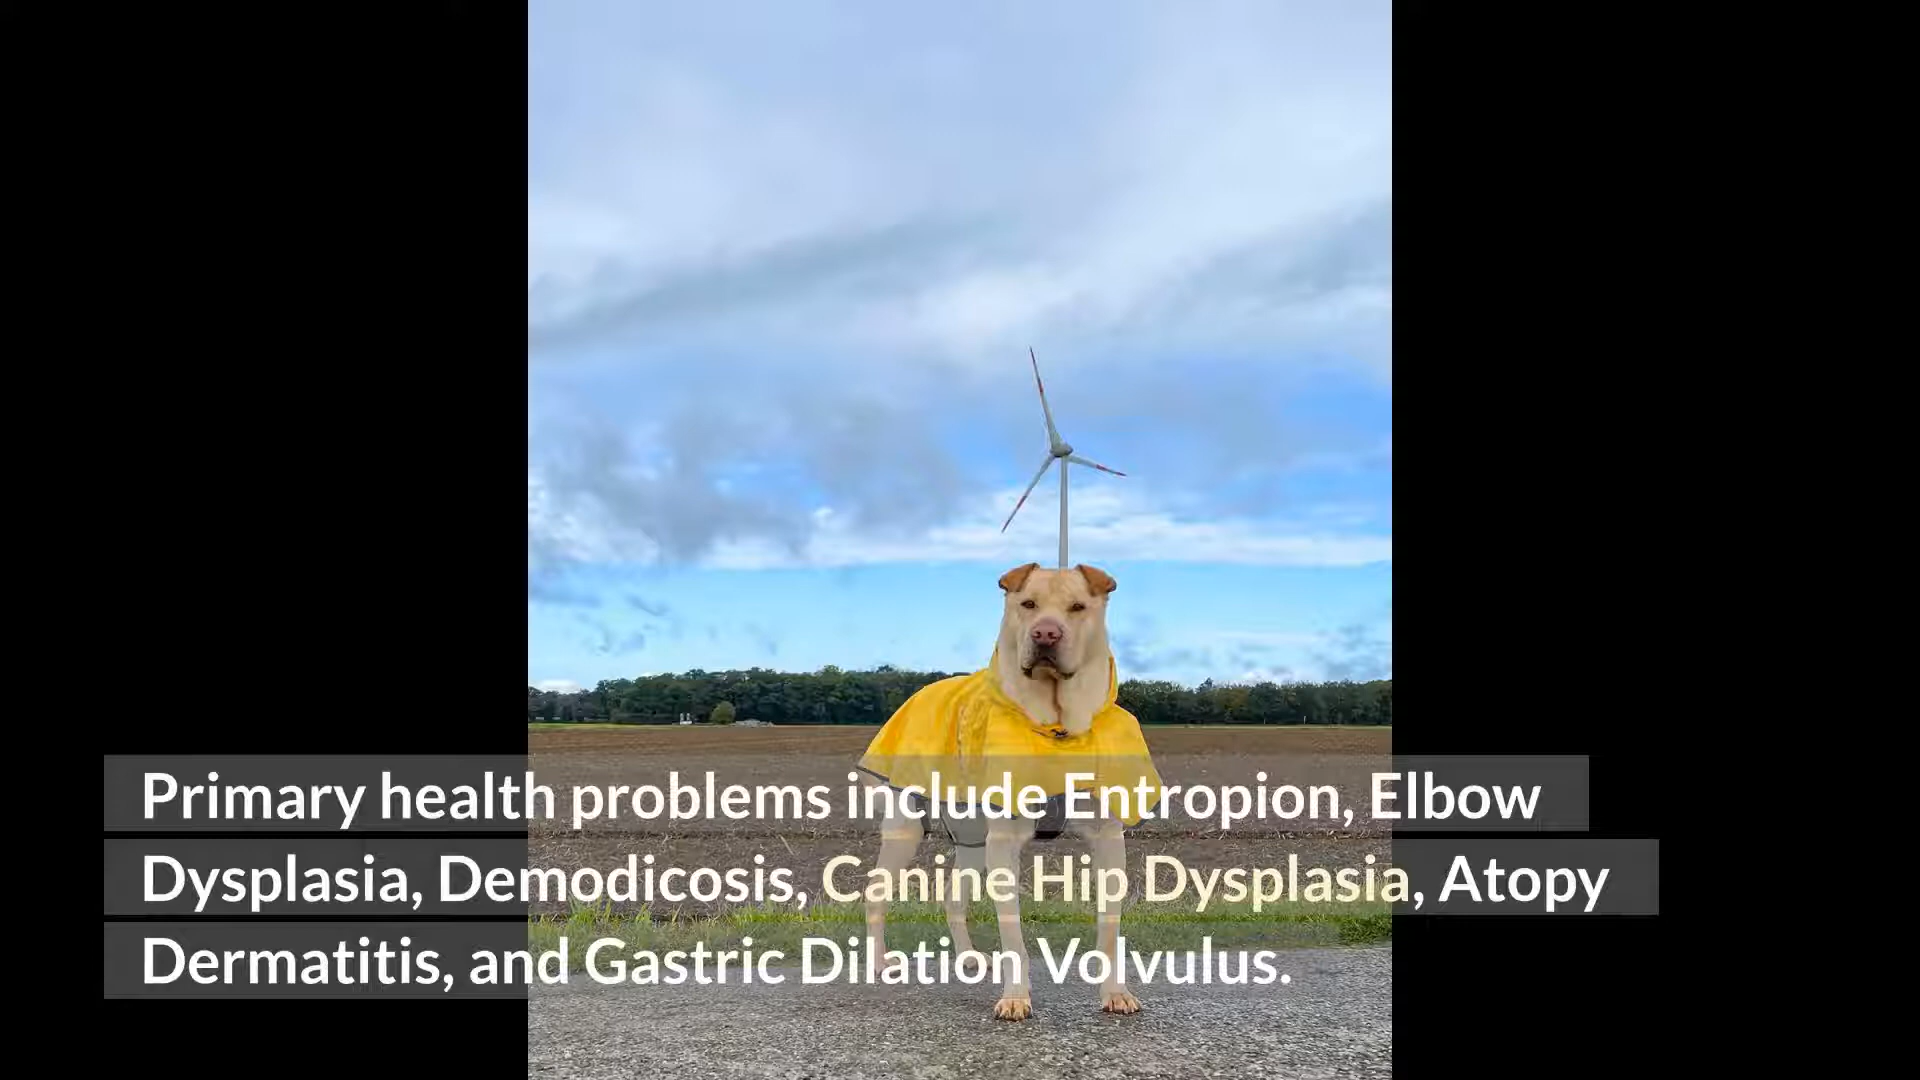 Primary health problems include Entropion, Elbow
Dysplasia, Demodicosis, Canine Hip Dysplasia, Atopy
Dermatitis, and Gastric Dilation Volvulus.